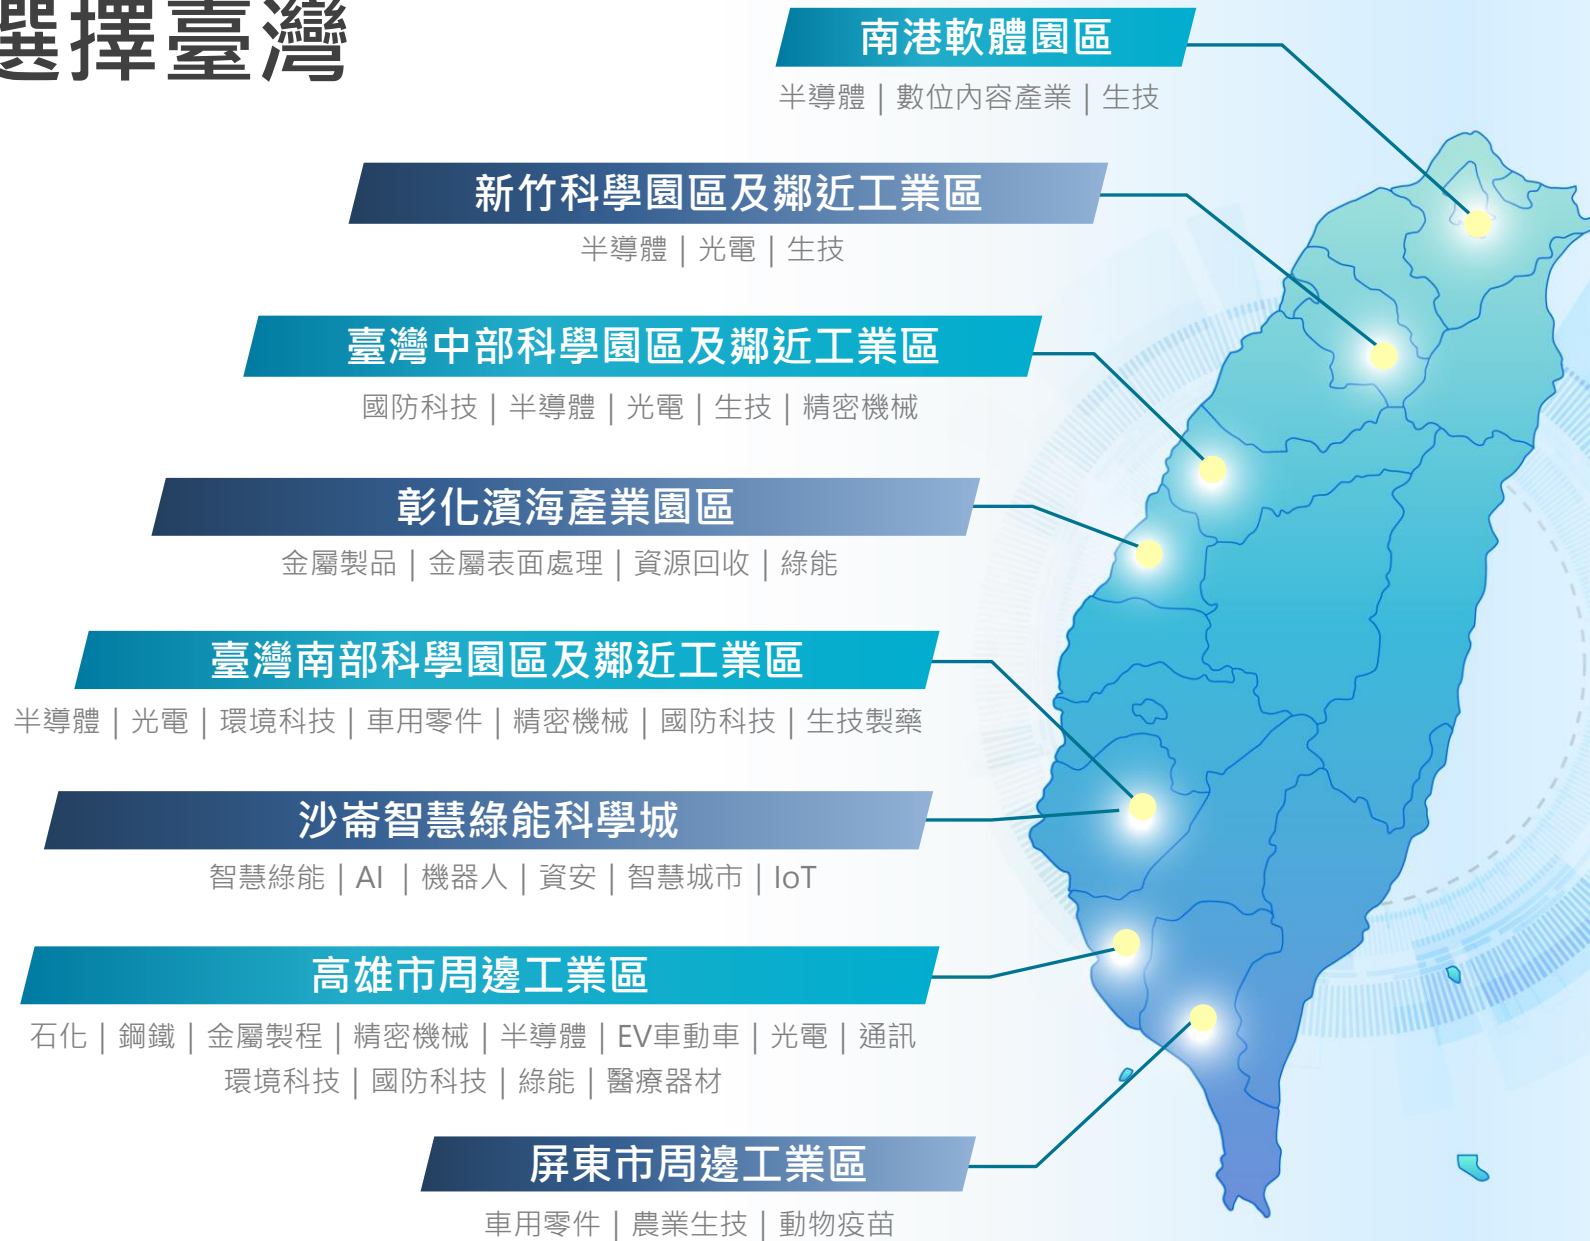 選擇臺灣
南港軟體園區
半導體 | 數位內容產業 | 生技
新竹科學園區及鄰近工業區
半導體 | 光電 | 生技
臺灣中部科學園區及鄰近工業區
國防科技 | 半導體 | 光電 | 生技 | 精密機械
彰化濱海產業園區
金屬製品 | 金屬表面處理 | 資源回收 | 綠能
臺灣南部科學園區及鄰近工業區
半導體 | 光電 | 環境科技 | 車用零件 | 精密機械 | 國防科技 | 生技製藥
沙崙智慧綠能科學城
智慧綠能 | AI | 機器人 | 資安 | 智慧城市 | IoT
高雄市周邊工業區
石化 | 鋼鐵 | 金屬製程 | 精密機械 | 半導體 | EV車動車 | 光電 | 通訊
環境科技 | 國防科技 | 綠能 | 醫療器材
屏東市周邊工業區
車用零件 | 農業生技 | 動物疫苗